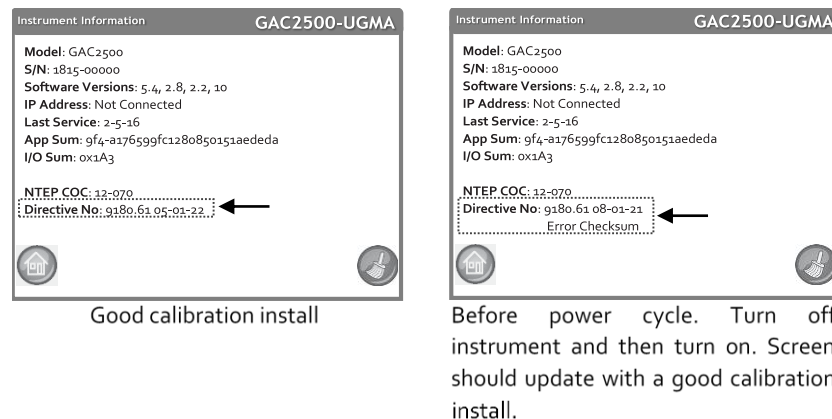 Instrument Information GAC2500-UGMA
Model: GAC2500
S/N: 1815-00000
Software Versions: 5.4, 2.8, 2.2, 10
IP Address: Not Connected
Last Service: 2-5-16
App Sum: 9f4-a176599fc1280850151aededa
I/O Sum: 0x1A3
NTEP COC: 12-070
Directive No: 9180.61 05-01-22
Good calibration install
Instrument Information GAC2500-UGMA
Model: GAC2500
S/N: 1815-00000
Software Versions: 5.4, 2.8, 2.2, 10
IP Address: Not Connected
Last Service: 2-5-16
App Sum: 9f4-a176599fc1280850151aededa
I/O Sum: 0x1A3
NTEP COC: 12-070
Directive No: 9180.61 08-01-21
Error Checksum
Before power cycle. Turn off
instrument and then turn on. Screen
should update with a good calibration
install.